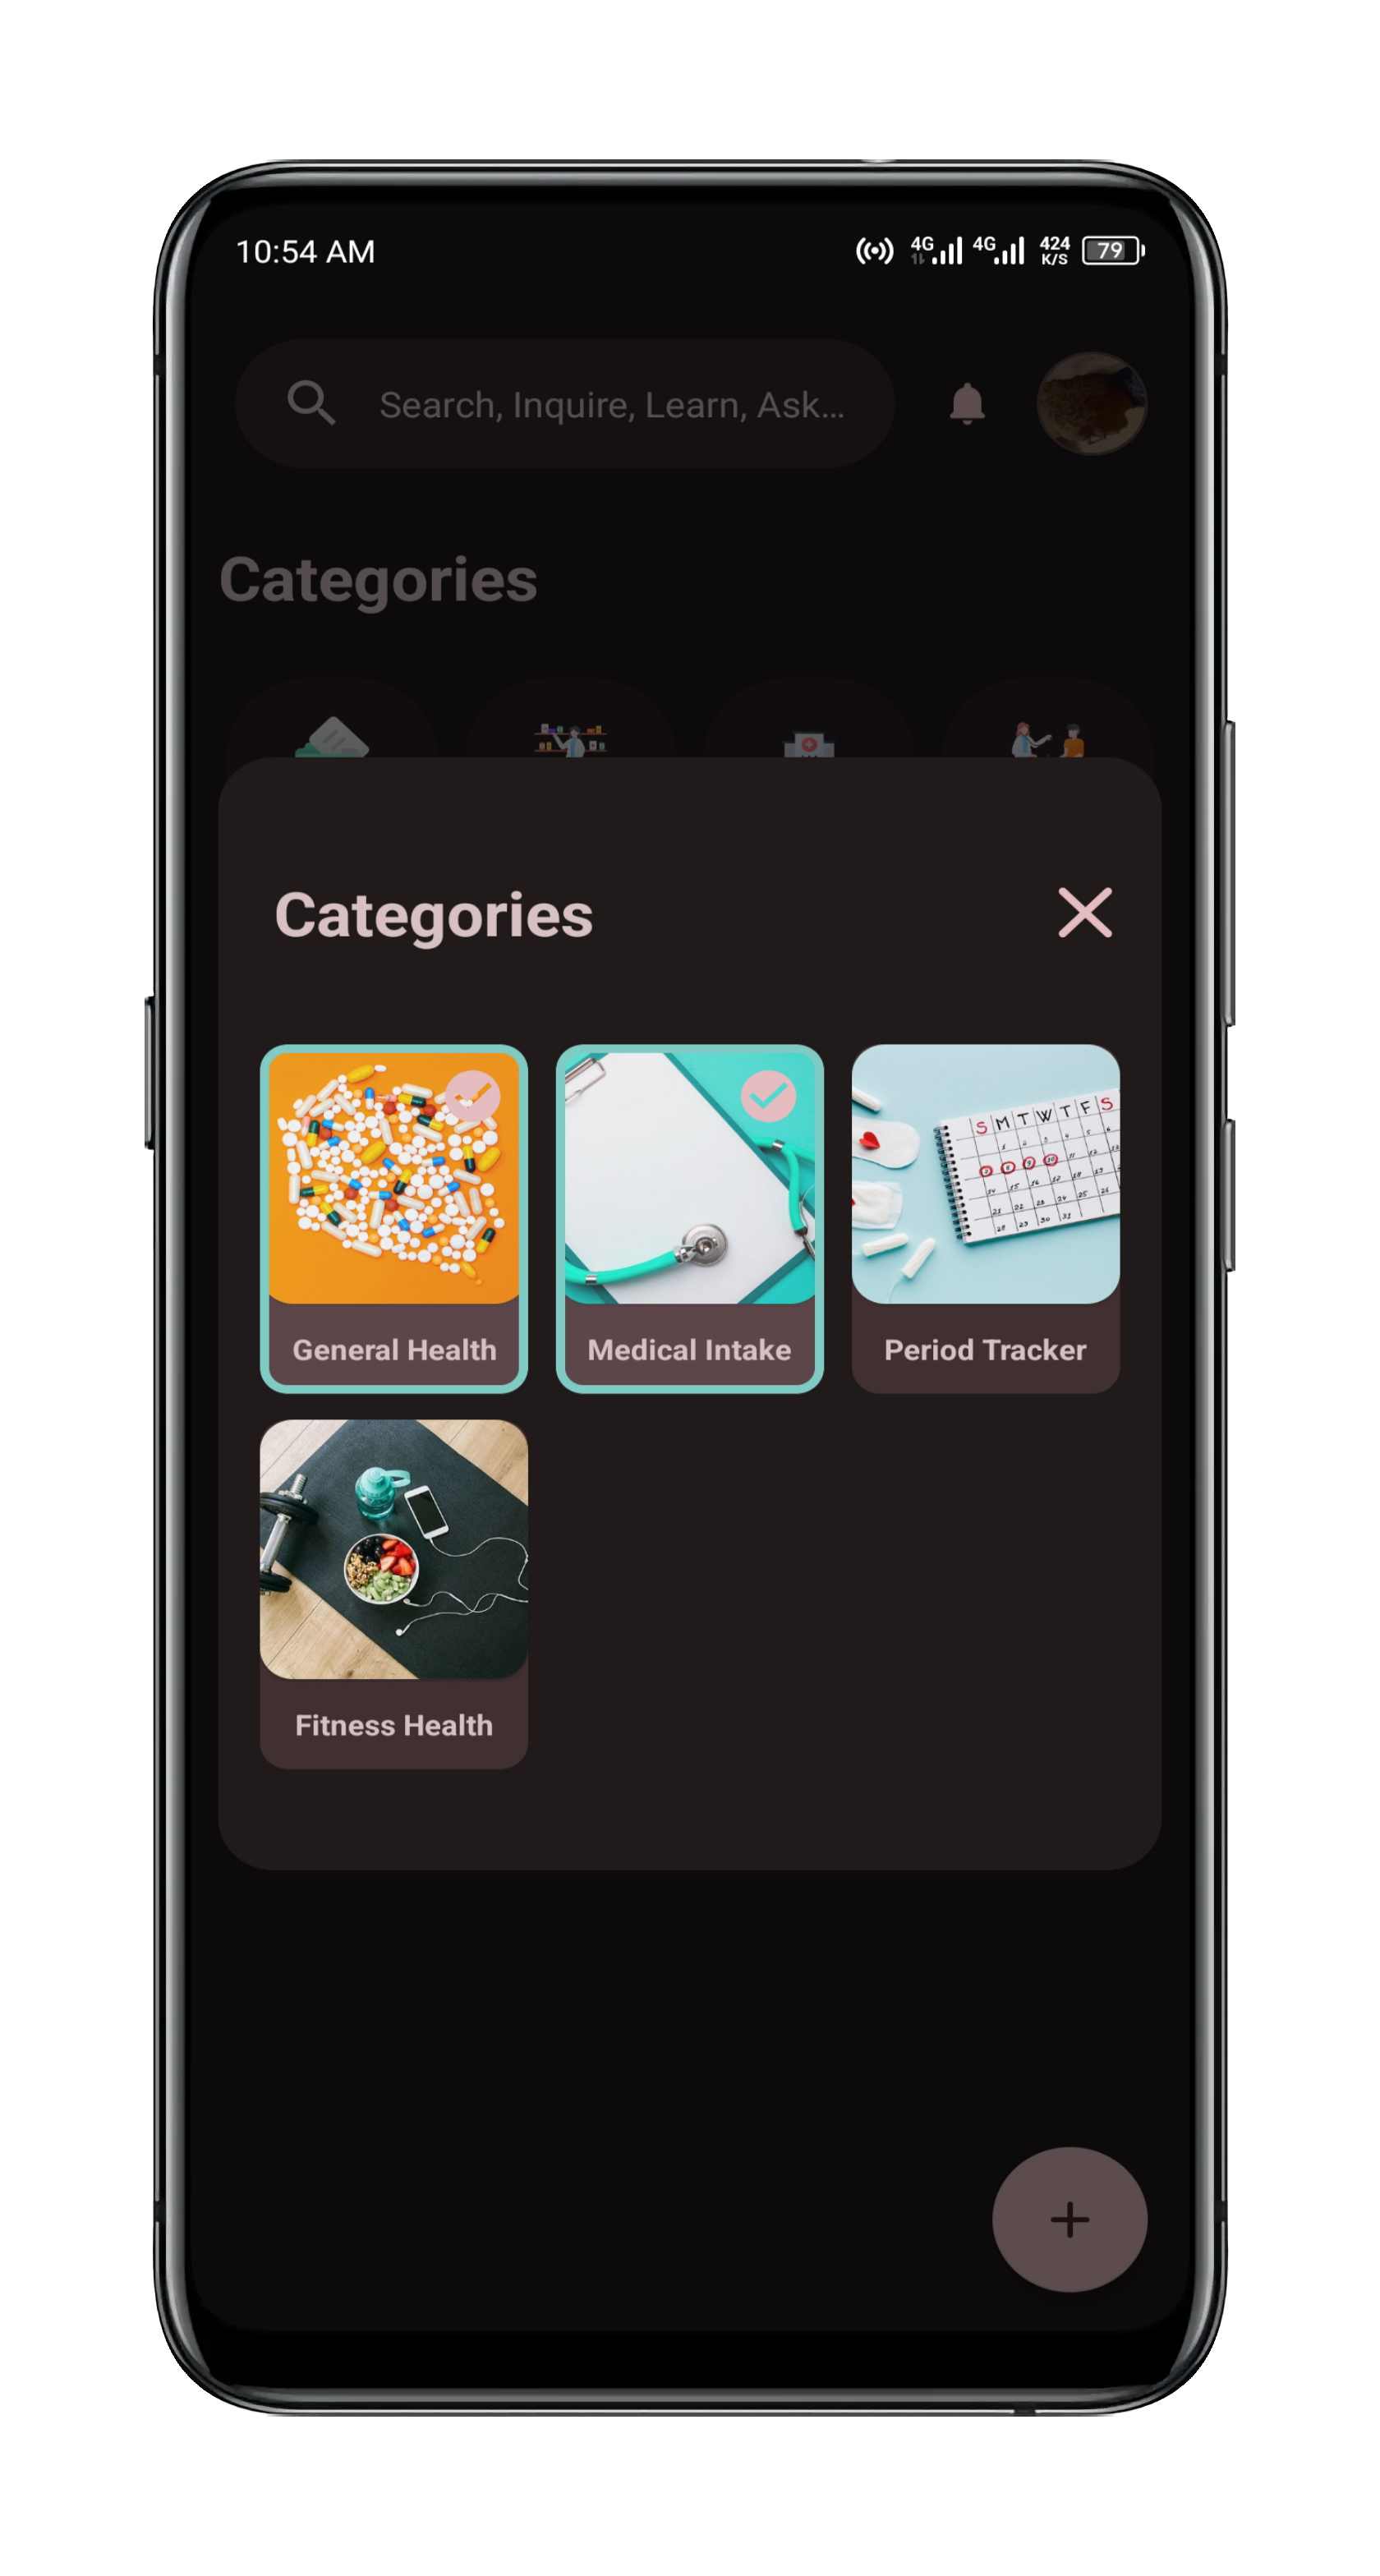 10:54 AM
4G 4G 424 K/S 79
Search, Inquire, Learn, Ask...
Categories
Categories
S M T W T F S
General Health
Medical Intake
Period Tracker
Fitness Health